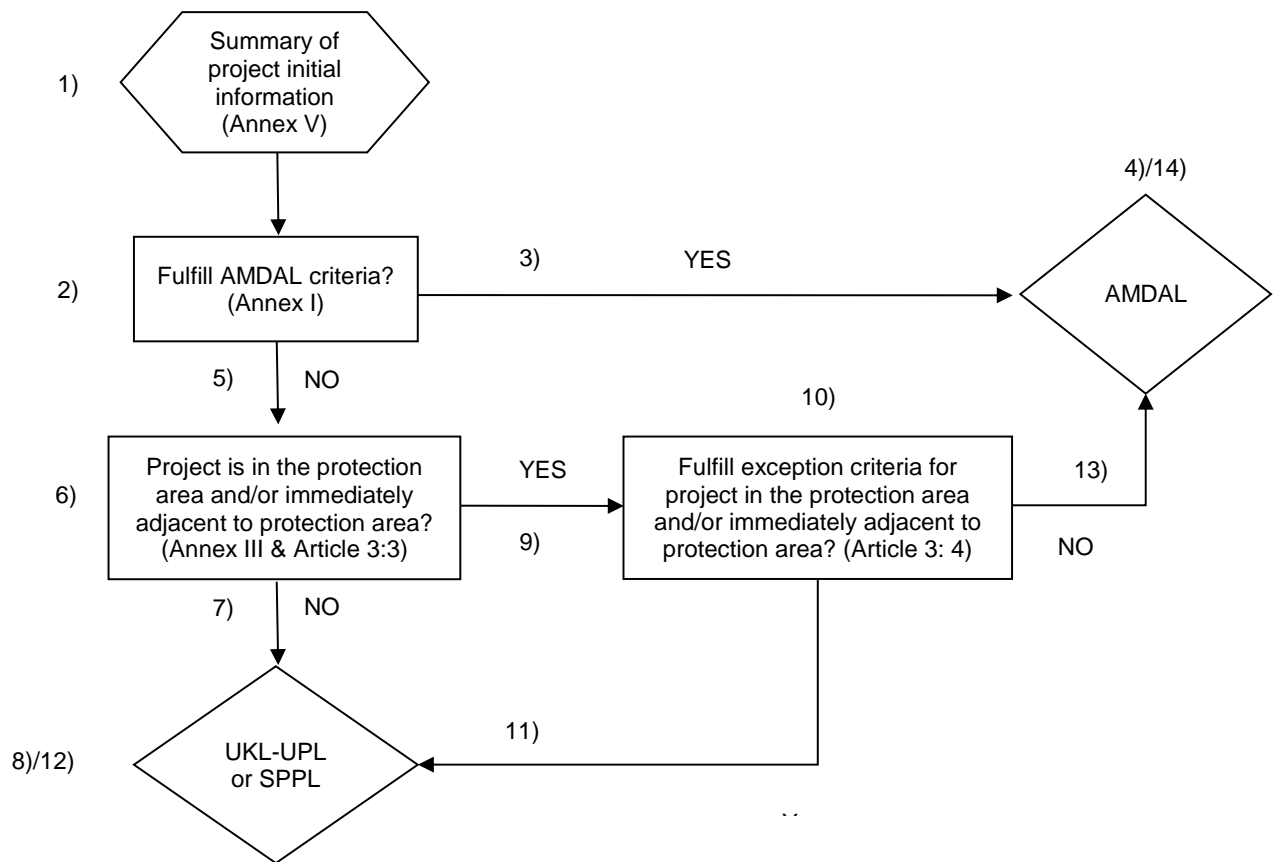 Summary of
project initial
information
(Annex V)
1)
4)/14)
Fulfill AMDAL criteria?
(Annex I)
2)
3)
YES
AMDAL
5)
NO
10)
Project is in the protection
area and/or immediately
adjacent to protection area?
(Annex III & Article 3:3)
6)
YES
9)
Fulfill exception criteria for
project in the protection area
and/or immediately adjacent to
protection area? (Article 3: 4)
13)
NO
7)
NO
11)
8)/12)
UKL-UPL
or SPPL